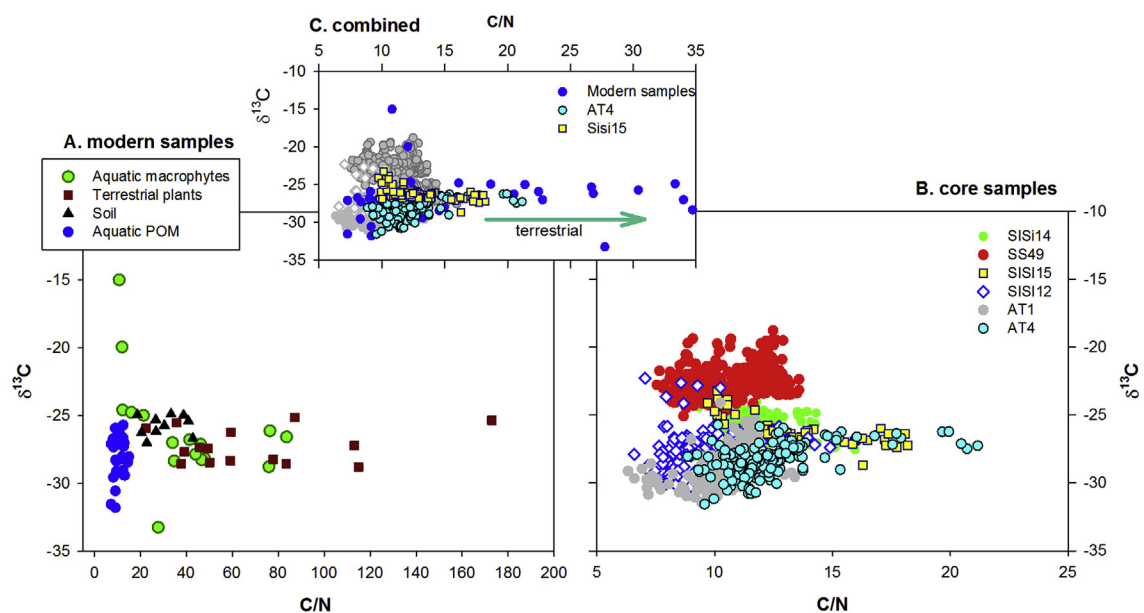 C. combined
C/N
5 10 15 20 25 30 35
-10
-15
-20
-25
-30
-35
δ13C
Modern samples
AT4
Sisi15
terrestrial
A. modern samples
Aquatic macrophytes
Terrestrial plants
Soil
Aquatic POM
-15
-20
-25
-30
-35
δ13C
0 20 40 60 80 100 120 140 160 180 200
C/N
B. core samples
SISi14
SS49
SISI15
SISI12
AT1
AT4
-10
-15
-20
-25
-30
-35
δ13C
5 10 15 20 25
C/N